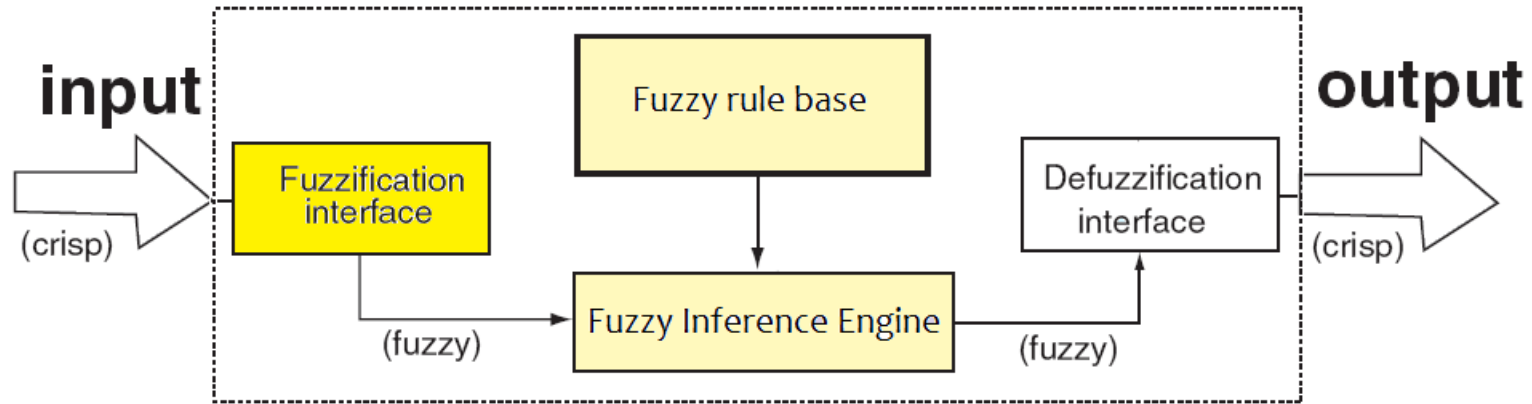 input
(crisp)
Fuzzification
interface
(fuzzy)
Fuzzy rule base
Fuzzy Inference Engine
(fuzzy)
Defuzzification
interface
output
(crisp)